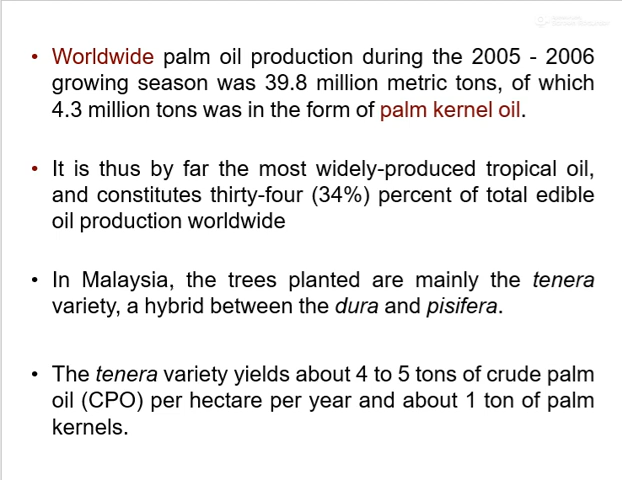 • Worldwide palm oil production during the 2005 - 2006
growing season was 39.8 million metric tons, of which
4.3 million tons was in the form of palm kernel oil.
• It is thus by far the most widely-produced tropical oil,
and constitutes thirty-four (34%) percent of total edible
oil production worldwide
• In Malaysia, the trees planted are mainly the tenera
variety, a hybrid between the dura and pisifera.
• The tenera variety yields about 4 to 5 tons of crude palm
oil (CPO) per hectare per year and about 1 ton of palm
kernels.